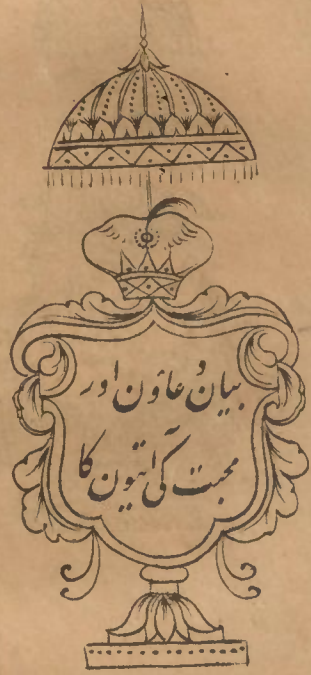 بیان دعاؤن اور
محبت کی آیتون کا